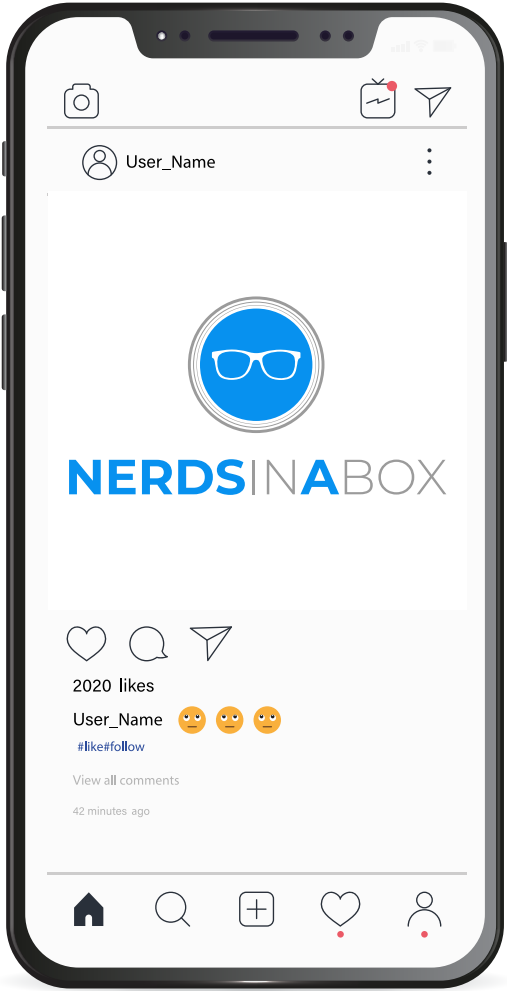 User_Name
NERDSINABOX
2020 likes
User_Name 🙄 🙄 🙄
#like#follow
View all comments
42 minutes ago